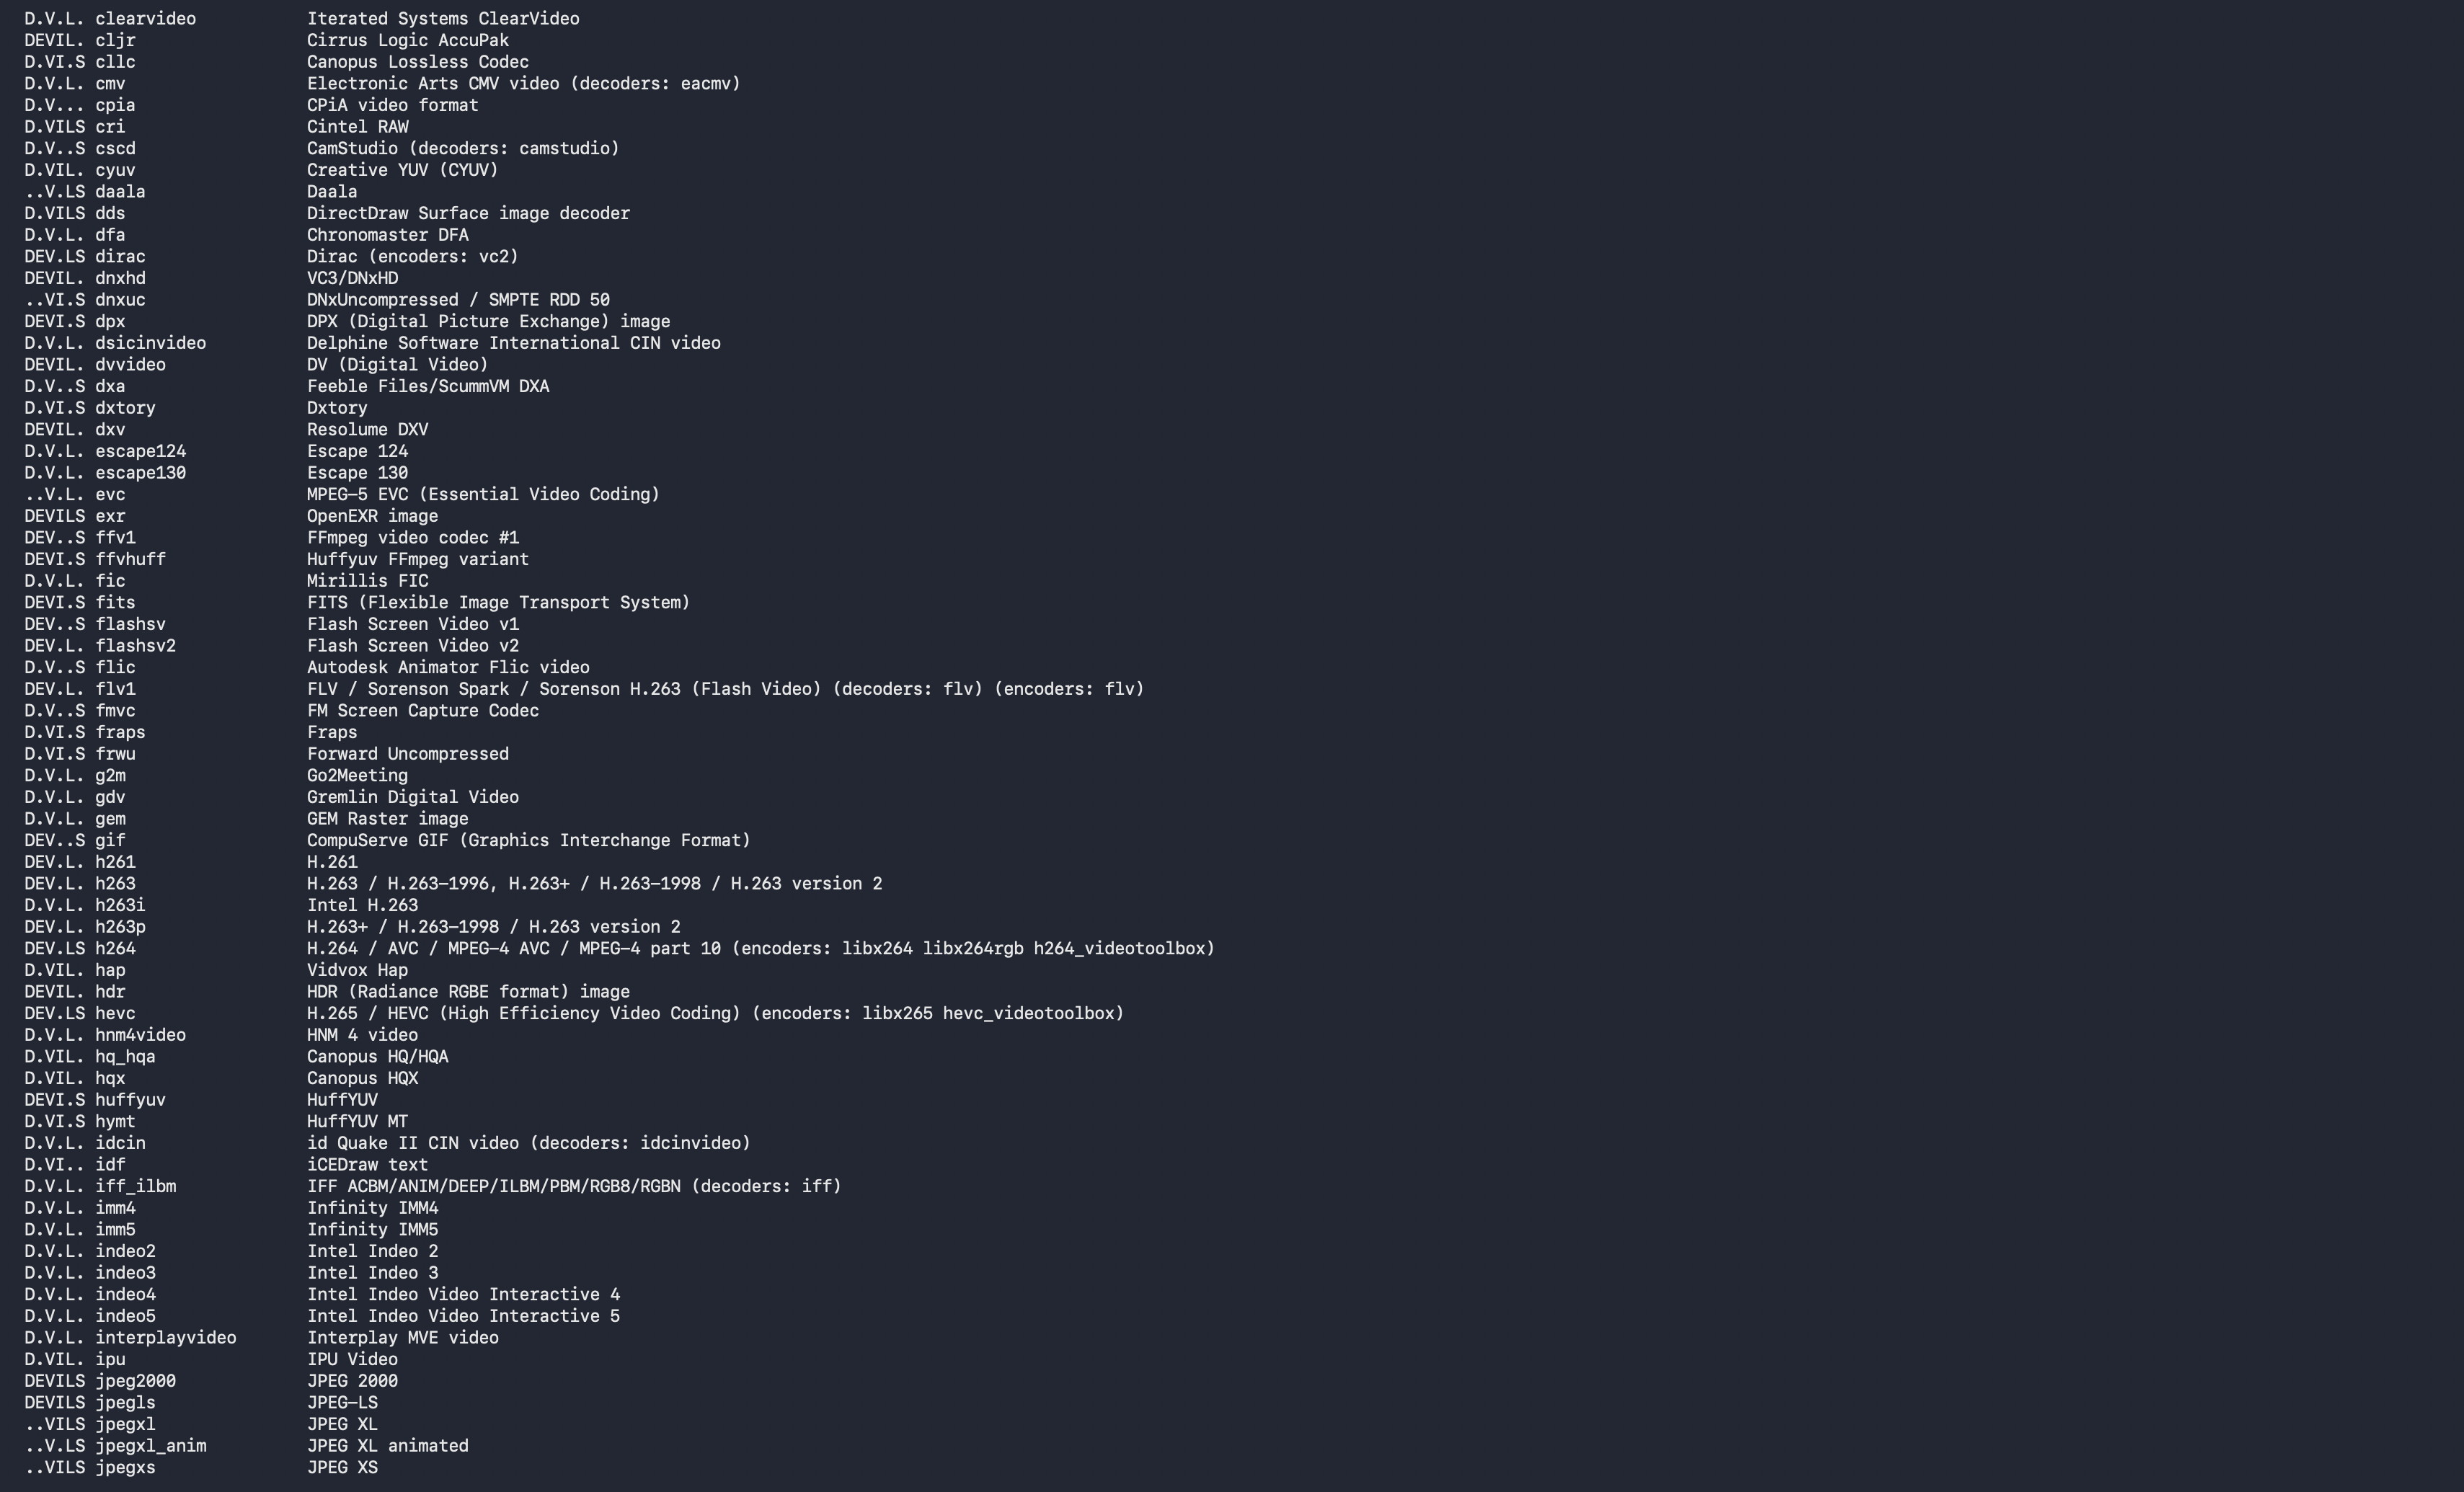 D.V.L. clearvideo           Iterated Systems ClearVideo
DEVIL. cljr                 Cirrus Logic AccuPak
D.VI.S cllc                 Canopus Lossless Codec
D.V.L. cmv                  Electronic Arts CMV video (decoders: eacmv)
D.V... cpia                 CPiA video format
D.VILS cri                  Cintel RAW
D.V..S cscd                 CamStudio (decoders: camstudio)
D.VIL. cyuv                 Creative YUV (CYUV)
..V.LS daala                Daala
D.VILS dds                  DirectDraw Surface image decoder
D.V.L. dfa                  Chronomaster DFA
DEV.LS dirac                Dirac (encoders: vc2)
DEVIL. dnxhd                VC3/DNxHD
..VI.S dnxuc                DNxUncompressed / SMPTE RDD 50
DEVI.S dpx                  DPX (Digital Picture Exchange) image
D.V.L. dsicinvideo          Delphine Software International CIN video
DEVIL. dvvideo              DV (Digital Video)
D.V..S dxa                  Feeble Files/ScummVM DXA
D.VI.S dxtory               Dxtory
DEVIL. dxv                  Resolume DXV
D.V.L. escape124            Escape 124
D.V.L. escape130            Escape 130
..V.L. evc                  MPEG-5 EVC (Essential Video Coding)
DEVILS exr                  OpenEXR image
DEV..S ffv1                 FFmpeg video codec #1
DEVI.S ffvhuff              Huffyuv FFmpeg variant
D.V.L. fic                  Mirillis FIC
DEVI.S fits                 FITS (Flexible Image Transport System)
DEV..S flashsv              Flash Screen Video v1
DEV.L. flashsv2             Flash Screen Video v2
D.V..S flic                 Autodesk Animator Flic video
DEV.L. flv1                 FLV / Sorenson Spark / Sorenson H.263 (Flash Video) (decoders: flv) (encoders: flv)
D.V..S fmvc                 FM Screen Capture Codec
D.VI.S fraps                Fraps
D.VI.S frwu                 Forward Uncompressed
D.V.L. g2m                  Go2Meeting
D.V.L. gdv                  Gremlin Digital Video
D.V.L. gem                  GEM Raster image
DEV..S gif                  CompuServe GIF (Graphics Interchange Format)
DEV.L. h261                 H.261
DEV.L. h263                 H.263 / H.263-1996, H.263+ / H.263-1998 / H.263 version 2
D.V.L. h263i                Intel H.263
DEV.L. h263p                H.263+ / H.263-1998 / H.263 version 2
DEV.LS h264                 H.264 / AVC / MPEG-4 AVC / MPEG-4 part 10 (encoders: libx264 libx264rgb h264_videotoolbox)
D.VIL. hap                  Vidvox Hap
DEVIL. hdr                  HDR (Radiance RGBE format) image
DEV.LS hevc                 H.265 / HEVC (High Efficiency Video Coding) (encoders: libx265 hevc_videotoolbox)
D.V.L. hnm4video            HNM 4 video
D.VIL. hq_hqa               Canopus HQ/HQA
D.VIL. hqx                  Canopus HQX
DEVI.S huffyuv              HuffYUV
D.VI.S hymt                 HuffYUV MT
D.V.L. idcin                id Quake II CIN video (decoders: idcinvideo)
D.VI.. idf                  iCEDraw text
D.V.L. iff_ilbm             IFF ACBM/ANIM/DEEP/ILBM/PBM/RGB8/RGBN (decoders: iff)
D.V.L. imm4                 Infinity IMM4
D.V.L. imm5                 Infinity IMM5
D.V.L. indeo2               Intel Indeo 2
D.V.L. indeo3               Intel Indeo 3
D.V.L. indeo4               Intel Indeo Video Interactive 4
D.V.L. indeo5               Intel Indeo Video Interactive 5
D.V.L. interplayvideo       Interplay MVE video
D.VIL. ipu                  IPU Video
DEVILS jpeg2000             JPEG 2000
DEVILS jpegls               JPEG-LS
..VILS jpegxl               JPEG XL
..V.LS jpegxl_anim          JPEG XL animated
..VILS jpegxs               JPEG XS